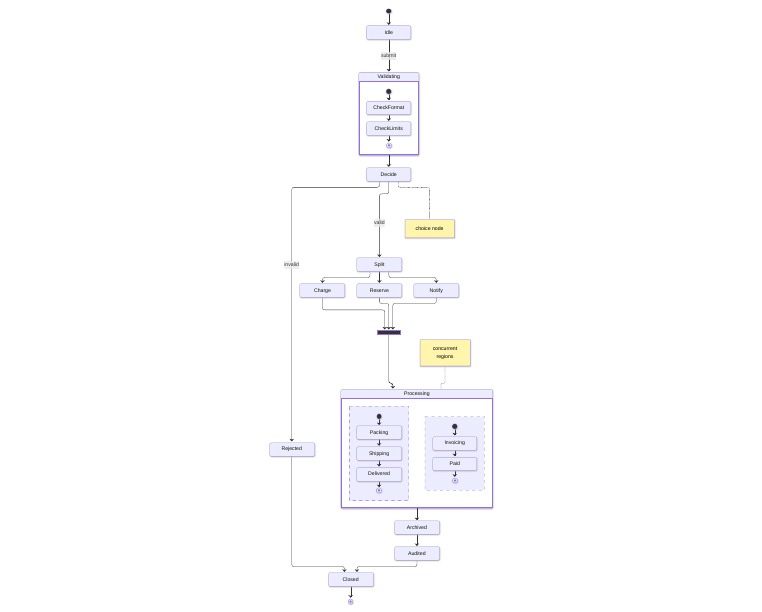 Idle
submit
Validating
CheckFormat
CheckLimits
Decide
choice node
valid
invalid
Split
Charge
Reserve
Notify
concurrent
regions
Processing
Packing
Invoicing
Shipping
Paid
Delivered
Rejected
Archived
Audited
Closed